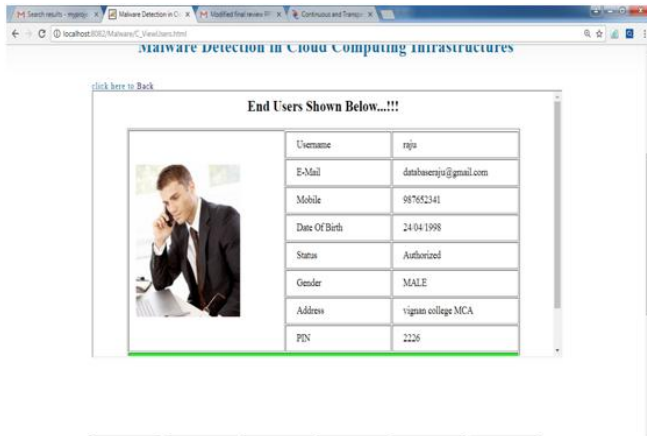 Search results - myproj
Malware Detection in Cl
Modified final review PP
Continuous and Transp
localhost:8082/Malware/C_ViewUsers.html
Malware Detection in Cloud Computing Infrastructures
click here to Back
End Users Shown Below...!!!
Username raju
E-Mail databaseraju@gmail.com
Mobile 987652341
Date Of Birth 24/04/1998
Status Authorized
Gender MALE
Address vignan college MCA
PIN 2226